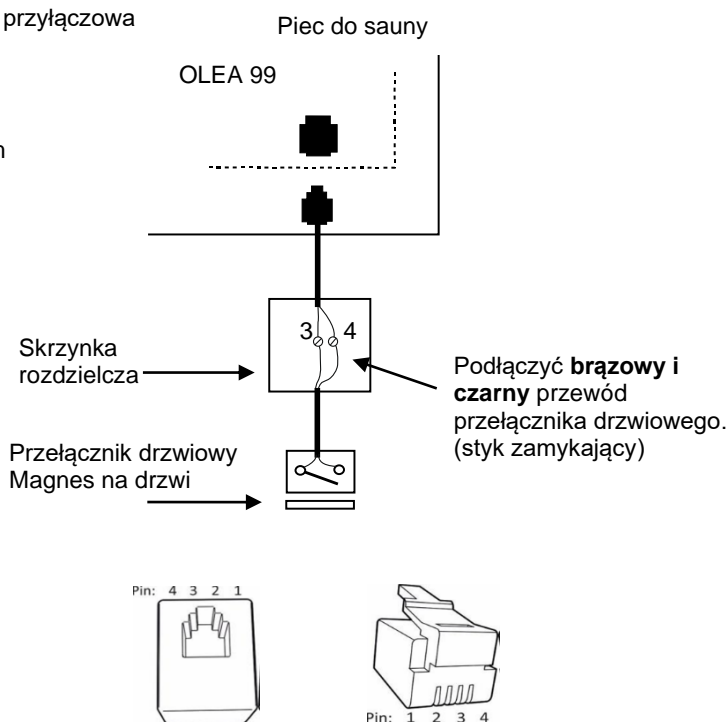 przyłączowa
Piec do sauny
OLEA 99
3 4
Skrzynka
rozdzielcza
Podłączyć brązowy i
czarny przewód
przełącznika drzwiowego.
(styk zamykający)
Przełącznik drzwiowy
Magnes na drzwi
Pin: 4 3 2 1
Pin: 1 2 3 4